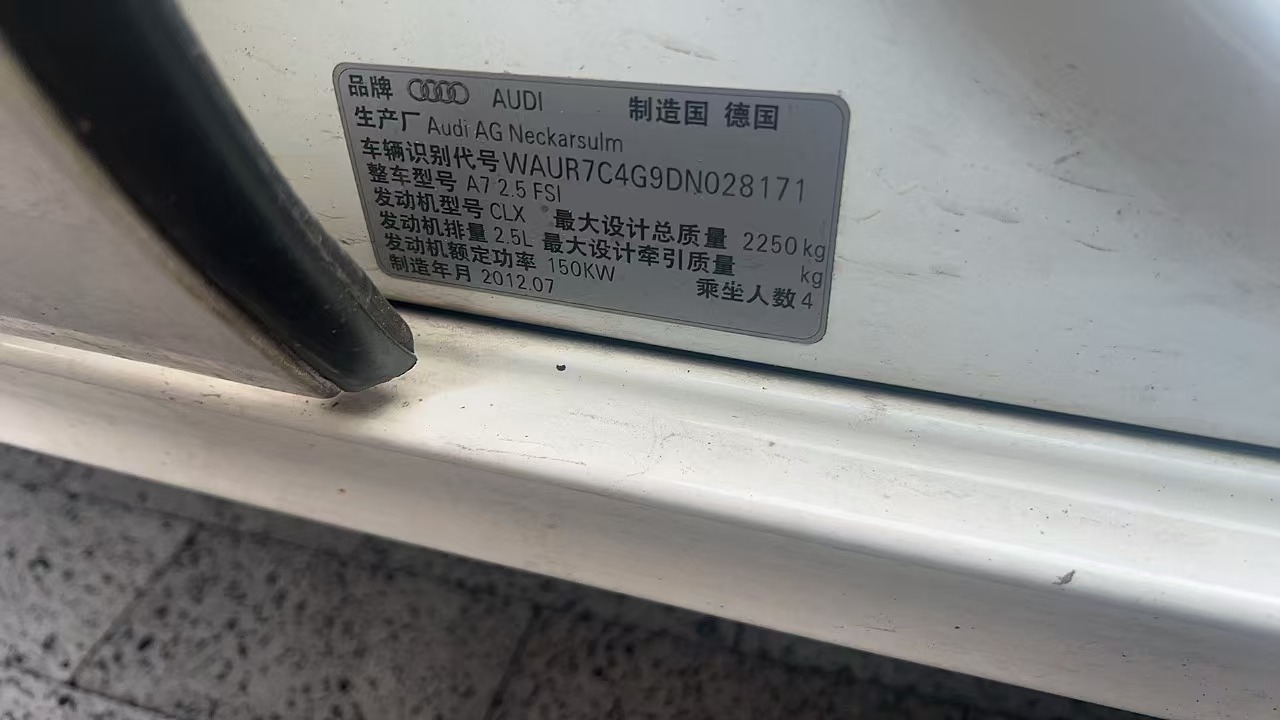 品牌 AUDI 制造国 德国
生产厂 Audi AG Neckarsulm
车辆识别代号 WAUR7C4G9DN028171
整车型号 A7 2.5 FSI
发动机型号 CLX 最大设计总质量 2250 kg
发动机排量 2.5L 最大设计牵引质量 kg
发动机额定功率 150KW 乘坐人数 4
制造年月 2012.07